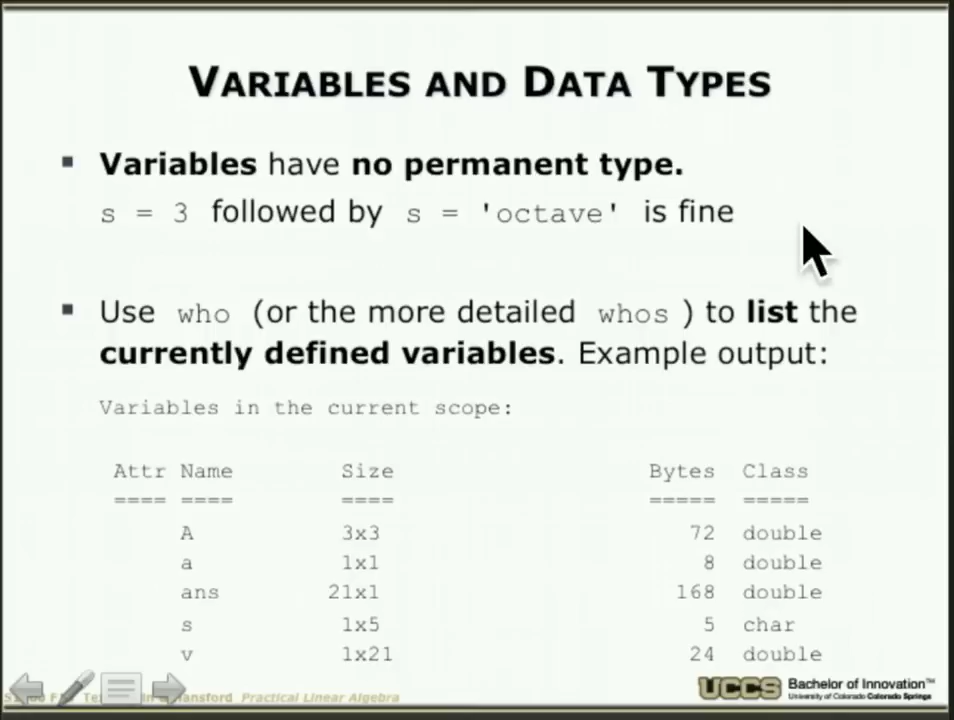 VARIABLES AND DATA TYPES
▪ Variables have no permanent type.
s = 3 followed by s = 'octave' is fine
▪ Use who (or the more detailed whos ) to list the
currently defined variables. Example output:
Variables in the current scope:
Attr Name Size Bytes Class
==== ==== ==== ===== =====
A 3x3 72 double
a 1x1 8 double
ans 21x1 168 double
s 1x5 5 char
v 1x21 24 double
Practical Linear Algebra
UCCS Bachelor of Innovation™
University of Colorado Colorado Springs